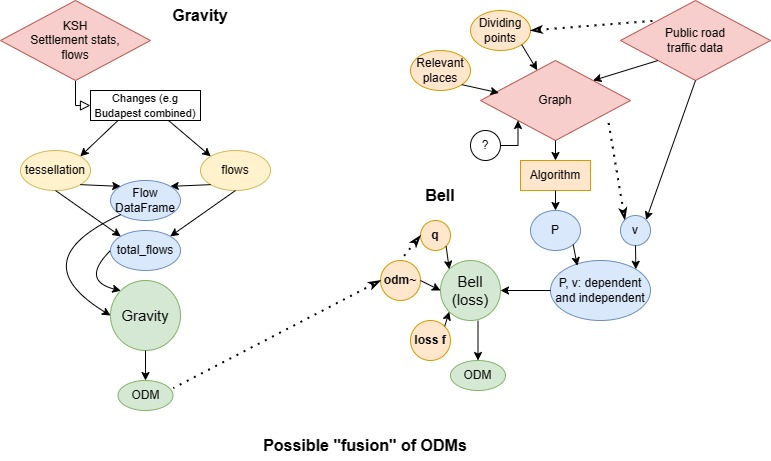 Gravity
KSH
Settlement stats,
flows
Changes (e.g
Budapest combined)
tessellation
flows
Flow
DataFrame
total_flows
Gravity
ODM
Dividing
points
Public road
traffic data
Relevant
places
Graph
?
Algorithm
Bell
P
v
q
odm~
Bell
(loss)
P, v: dependent
and independent
loss f
ODM
Possible "fusion" of ODMs